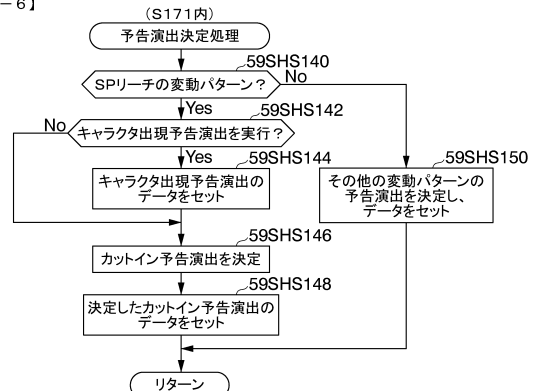 －６】
（Ｓ１７１内）
予告演出決定処理
59SHS140
ＳＰリーチの変動パターン？
No
Yes
59SHS142
No
キャラクタ出現予告演出を実行？
Yes
59SHS144
キャラクタ出現予告演出の
データをセット
59SHS150
その他の変動パターンの
予告演出を決定し、
データをセット
59SHS146
カットイン予告演出を決定
59SHS148
決定したカットイン予告演出の
データをセット
リターン